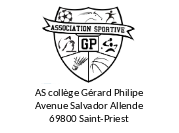 ASSOCIATION SPORTIVE
GP
AS collège Gérard Philipe
Avenue Salvador Allende
69800 Saint-Priest